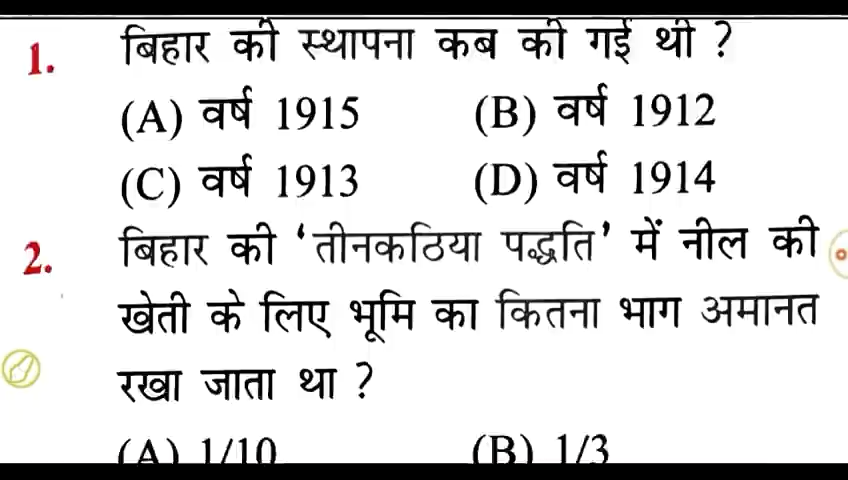 1. बिहार की स्थापना कब की गई थी ?
(A) वर्ष 1915 (B) वर्ष 1912
(C) वर्ष 1913 (D) वर्ष 1914
2. बिहार की ‘तीनकठिया पद्धति’ में नील की
खेती के लिए भूमि का कितना भाग अमानत
रखा जाता था ?
(A) 1/10 (B) 1/3